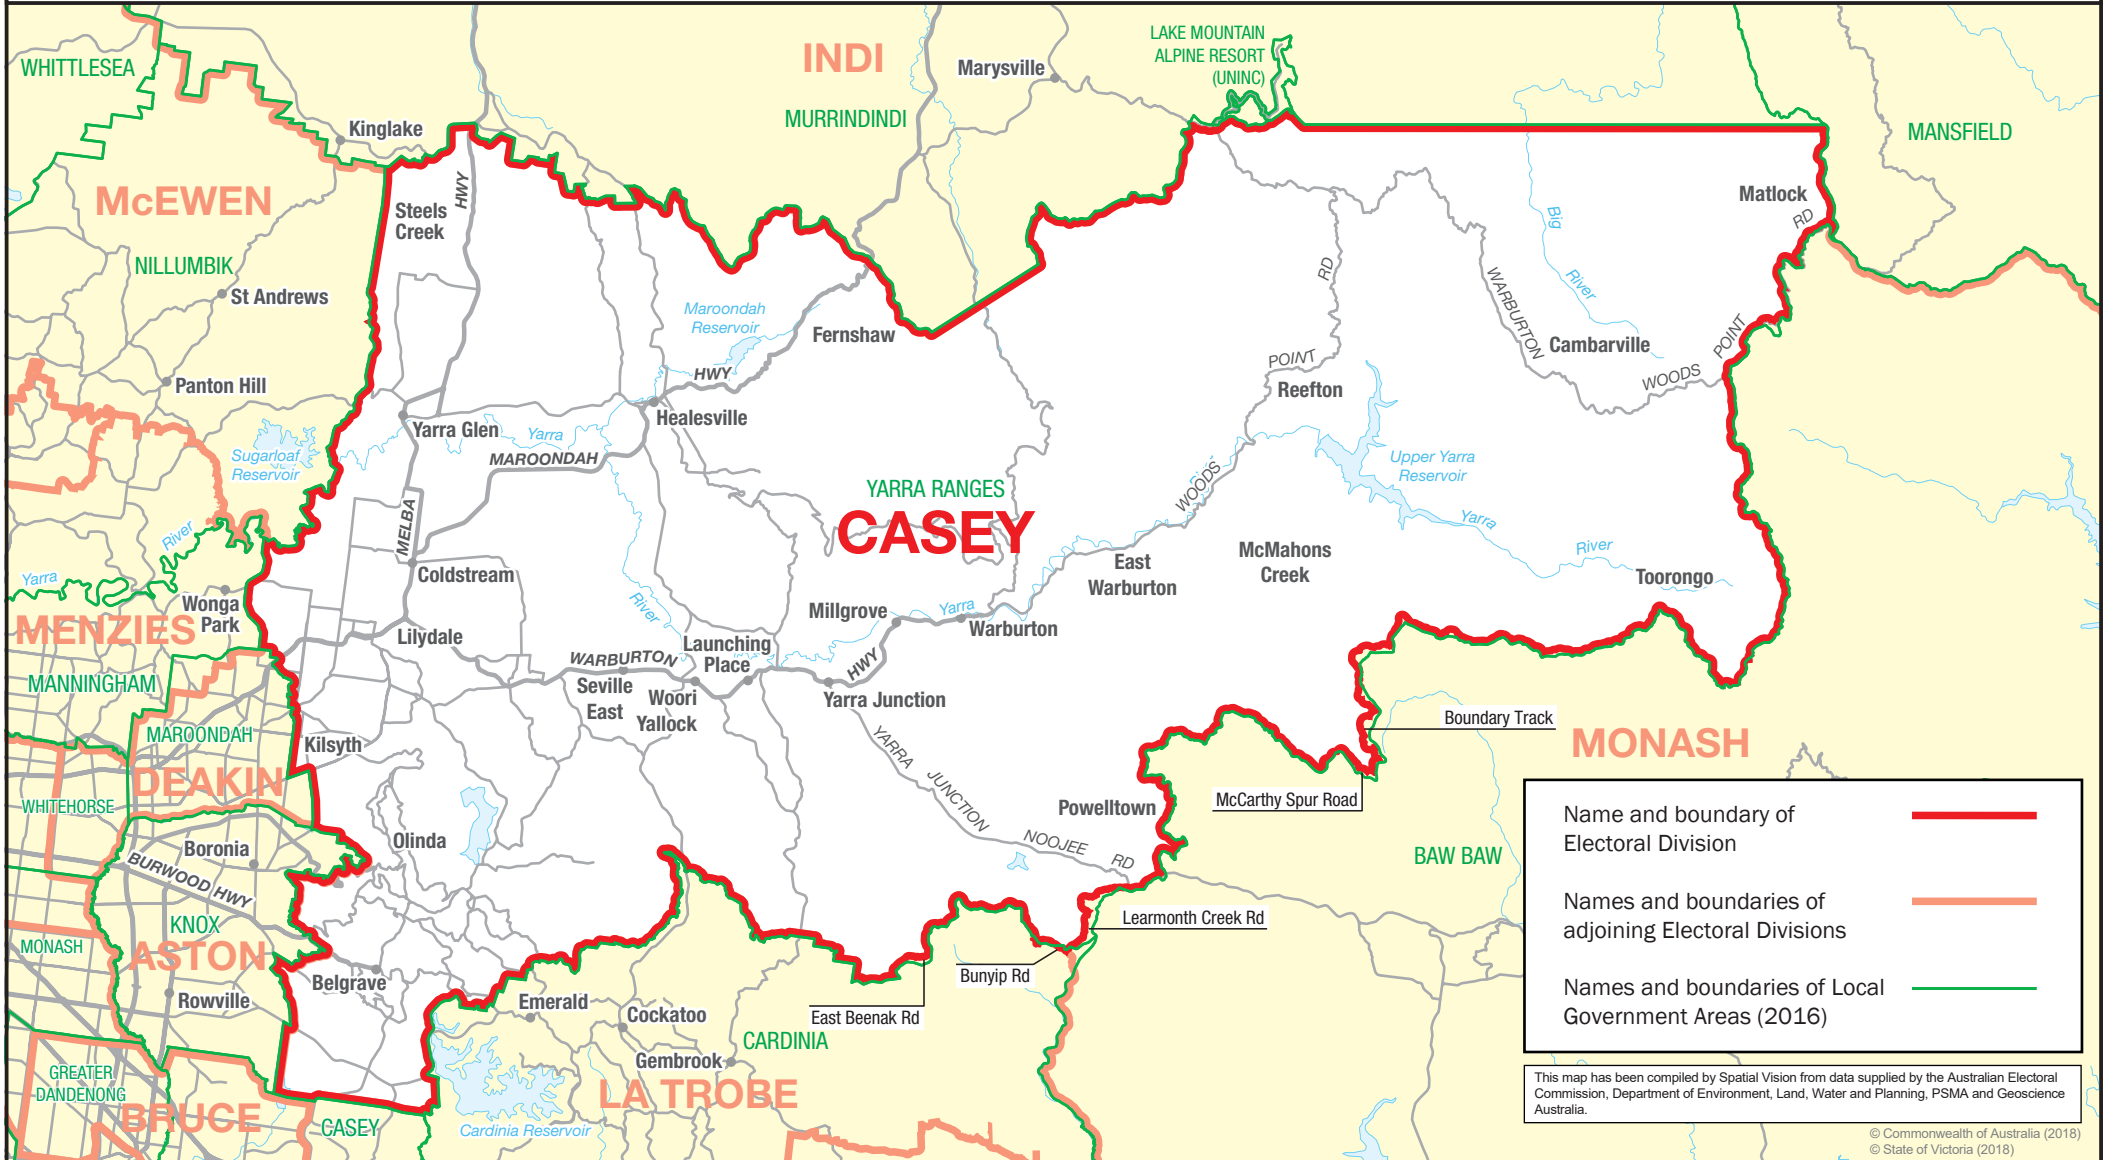 WHITTLESEA
INDI
Marysville
LAKE MOUNTAIN
ALPINE RESORT
(UNINC)
MURRINDINDI
Kinglake
MANSFIELD
McEWEN
Steels
Creek
HWY
Matlock
RD
NILLUMBIK
St Andrews
Maroondah
Reservoir
Fernshaw
RD
WARBURTON
Big
River
Cambarville
POINT
POINT
Reefton
WOODS
Panton Hill
HWY
Healesville
Yarra Glen
Yarra
MAROONDAH
Sugarloaf
Reservoir
Upper Yarra
Reservoir
YARRA RANGES
CASEY
WOODS
Yarra
River
River
MELBA
Coldstream
East
Warburton
McMahons
Creek
Toorongo
Yarra
Wonga
Park
MENZIES
River
Millgrove
Yarra
Warburton
Lilydale
Launching
Place
WARBURTON
HWY
Seville
East
Woori
Yallock
Yarra Junction
MANNINGHAM
MAROONDAH
Kilsyth
YARRA
JUNCTION
NOOJEE
RD
Boundary Track
MONASH
DEAKIN
WHITEHORSE
Powelltown
McCarthy Spur Road
Name and boundary of
Electoral Division
Names and boundaries of
adjoining Electoral Divisions
Names and boundaries of Local
Government Areas (2016)
Olinda
Boronia
BURWOOD HWY
BAW BAW
KNOX
MONASH
ASTON
Learmonth Creek Rd
Bunyip Rd
Belgrave
Rowville
East Beenak Rd
Emerald
Cockatoo
CARDINIA
Gembrook
GREATER
DANDENONG
LA TROBE
BRUCE
CASEY
Cardinia Reservoir
This map has been compiled by Spatial Vision from data supplied by the Australian Electoral
Commission, Department of Environment, Land, Water and Planning, PSMA and Geoscience
Australia.
© Commonwealth of Australia (2018)
© State of Victoria (2018)